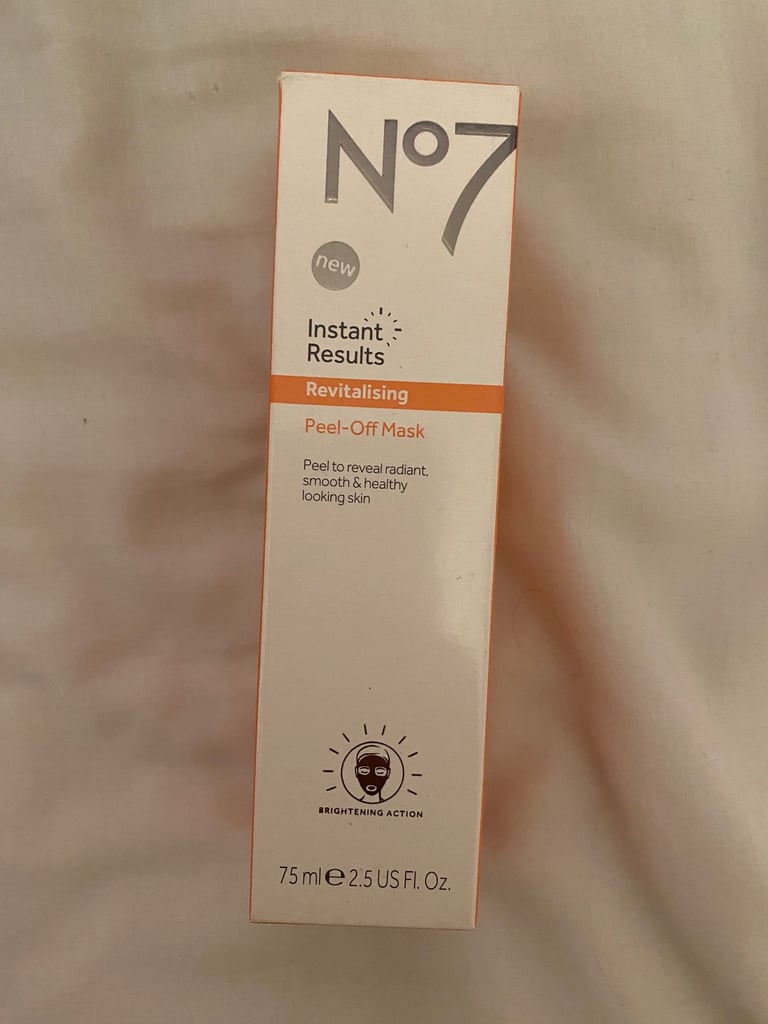 Nº7
new
Instant
Results
Revitalising
Peel-Off Mask
Peel to reveal radiant,
smooth & healthy
looking skin
BRIGHTENING ACTION
75 ml ℮ 2.5 US Fl. Oz.